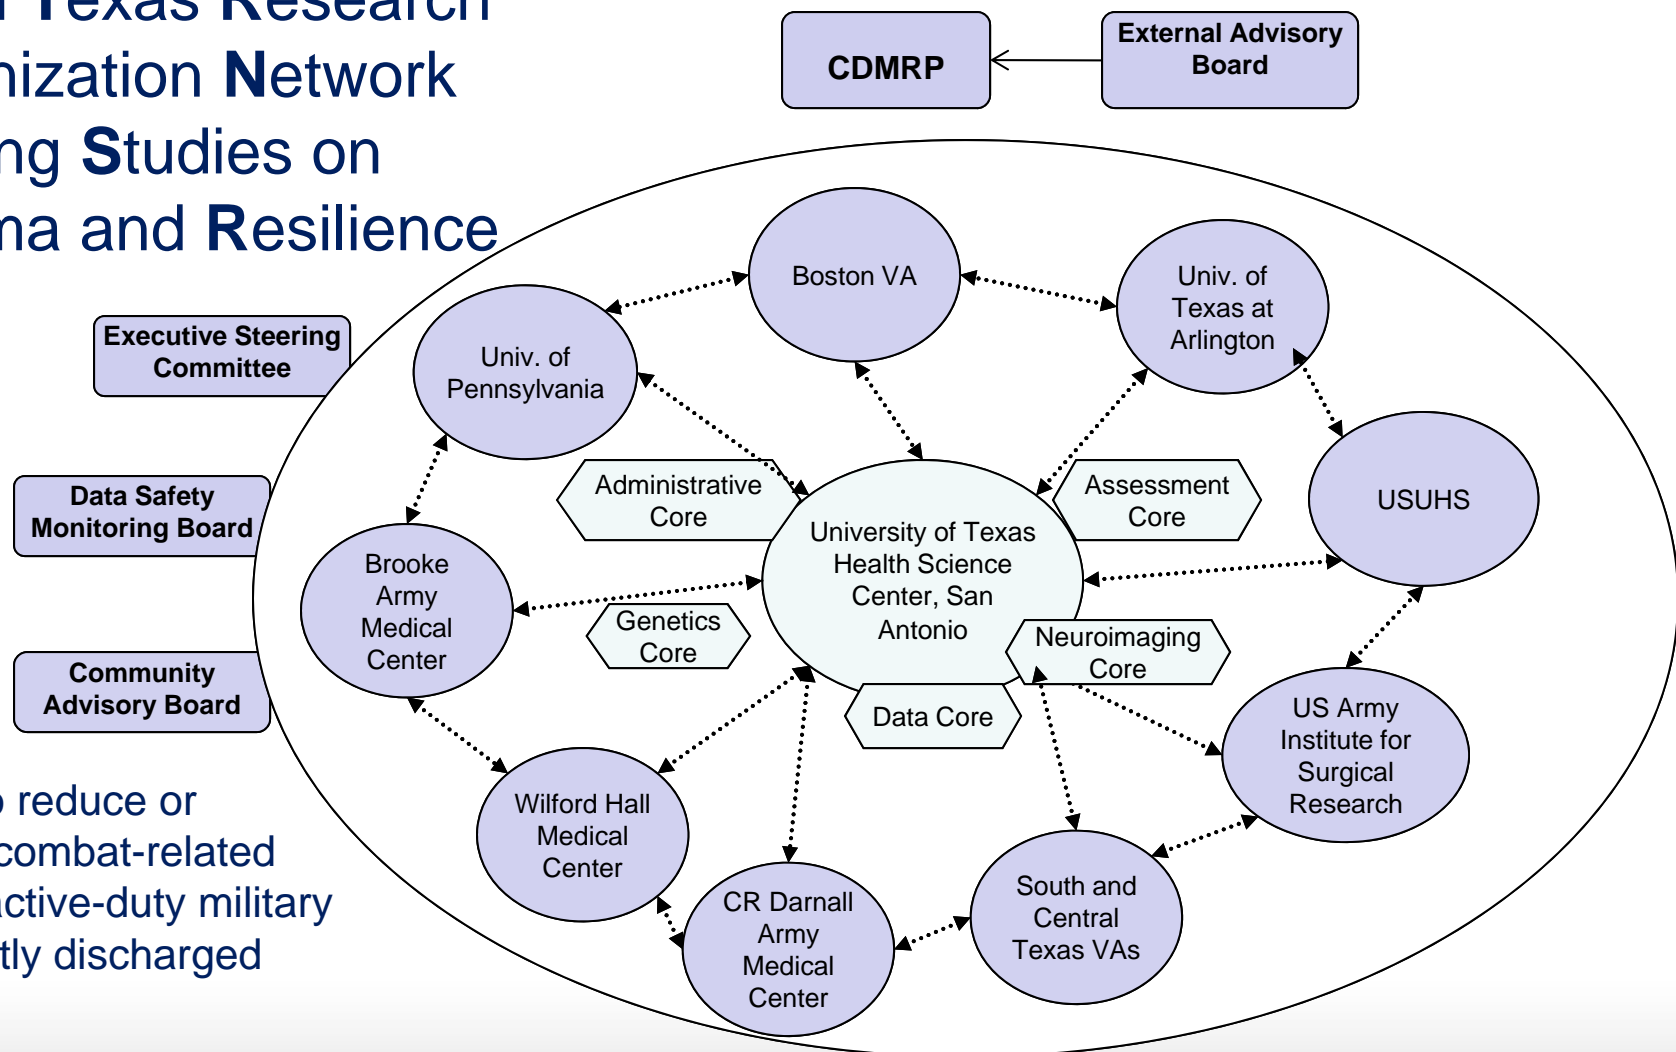 Texas Research
nization Network
ng Studies on
ma and Resilience
CDMRP
External Advisory
Board
Executive Steering
Committee
Data Safety
Monitoring Board
Community
Advisory Board
Boston VA
Univ. of
Texas at
Arlington
Univ. of
Pennsylvania
USUHS
Administrative
Core
Assessment
Core
University of Texas
Health Science
Center, San
Antonio
Brooke
Army
Medical
Center
Genetics
Core
Neuroimaging
Core
Data Core
US Army
Institute for
Surgical
Research
Wilford Hall
Medical
Center
CR Darnall
Army
Medical
Center
South and
Central
Texas VAs
reduce or
combat-related
active-duty military
tly discharged